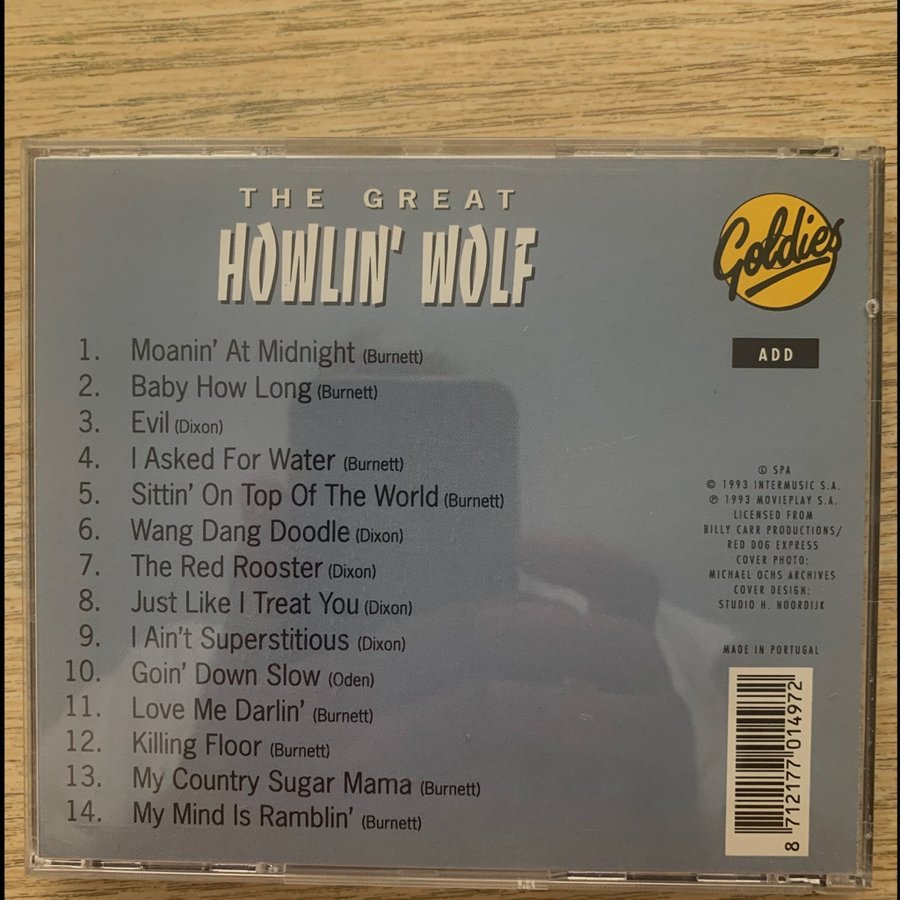 THE GREAT
HOWLIN' WOLF
Goldies
ADD
1. Moanin' At Midnight (Burnett)
2. Baby How Long (Burnett)
3. Evil (Dixon)
4. I Asked For Water (Burnett)
5. Sittin' On Top Of The World (Burnett)
6. Wang Dang Doodle (Dixon)
7. The Red Rooster (Dixon)
8. Just Like I Treat You (Dixon)
9. I Ain't Superstitious (Dixon)
10. Goin' Down Slow (Oden)
11. Love Me Darlin' (Burnett)
12. Killing Floor (Burnett)
13. My Country Sugar Mama (Burnett)
14. My Mind Is Ramblin' (Burnett)
SPA
© 1993 INTERMUSIC S.A.
℗ 1993 MOVIEPLAY S.A.
LICENSED FROM
BILLY CARR PRODUCTIONS/
RED DOG EXPRESS
COVER PHOTO:
MICHAEL OCHS ARCHIVES
COVER DESIGN:
STUDIO H. NOORDIJK
MADE IN PORTUGAL
8 712177 014972